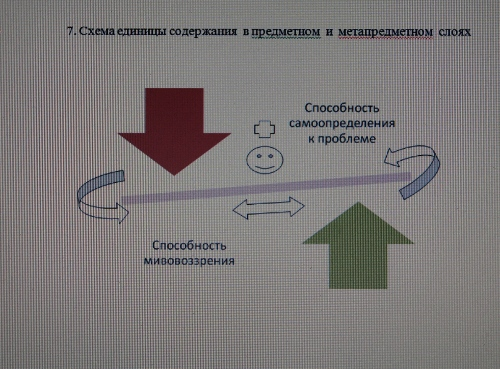 7. Схема единицы содержания в предметном и метапредметном слоях
Способность
самоопределения
к проблеме
Способность
мивовоззрения